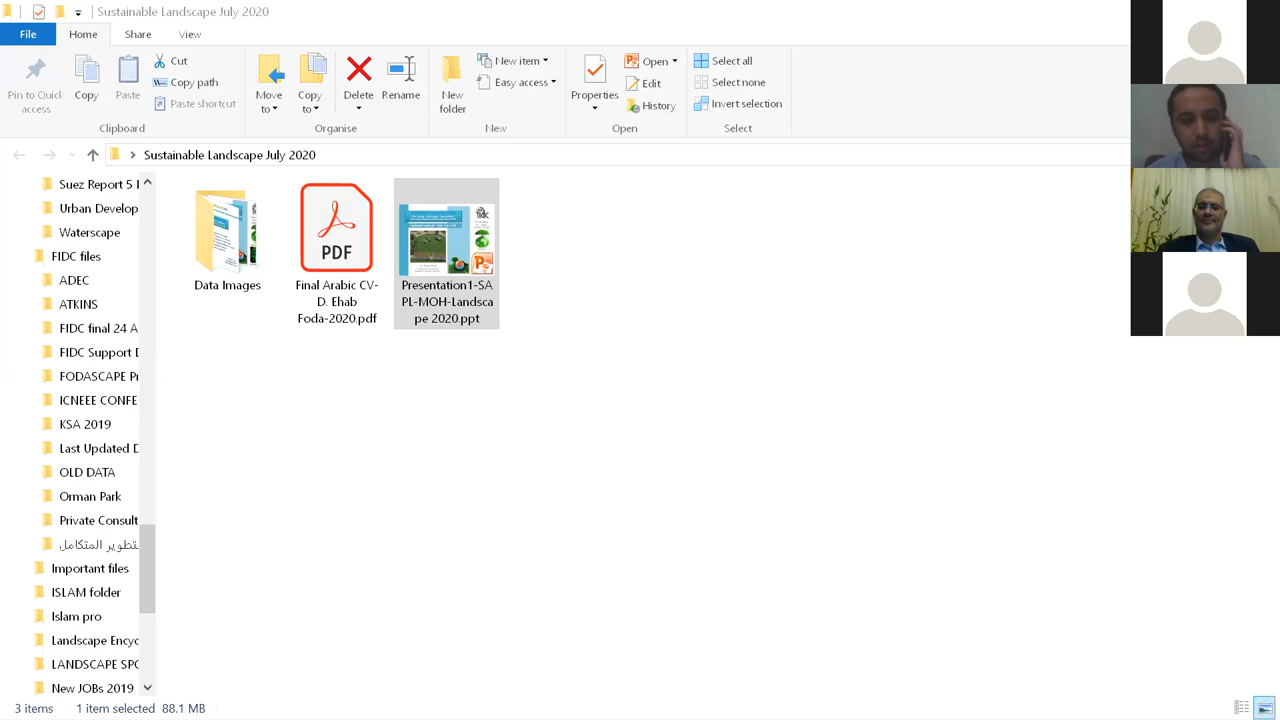 Sustainable Landscape July 2020
File
Home
Share
View
Pin to Quick
access
Copy
Paste
Cut
Copy path
Paste shortcut
Move
to
Copy
to
Delete
Rename
New
folder
New item
Easy access
Properties
Open
Edit
History
Select all
Select none
Invert selection
Clipboard
Organise
New
Open
Select
Sustainable Landscape July 2020
Suez Report 5
Urban Develop
Waterscape
FIDC files
ADEC
ATKINS
FIDC final 24 A
FIDC Support
FODASCAPE Pr
ICNEEE CONFE
KSA 2019
Last Updated
OLD DATA
Orman Park
Private Consult
تطوير المتكامل
Important files
ISLAM folder
Islam pro
Landscape Encyc
LANDSCAPE SPC
New JOBs 2019
Data Images
PDF
Final Arabic CV-
D. Ehab
Foda-2020.pdf
Presentation1-SA
PL-MOH-Landsca
pe 2020.ppt
3 items
1 item selected 88.1 MB